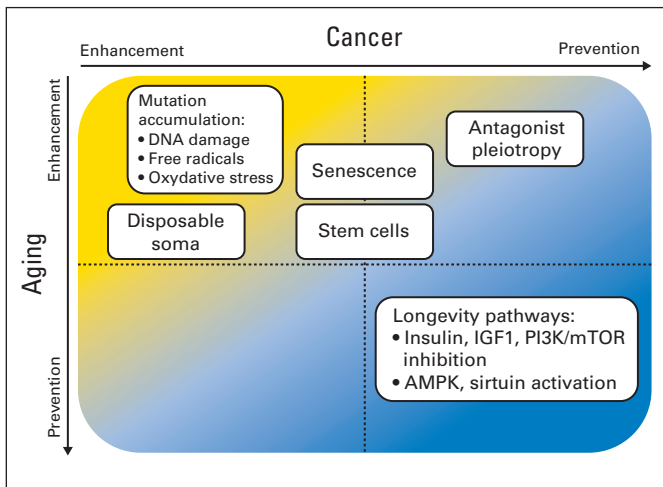 Cancer
Enhancement
Prevention
Aging
Enhancement
Prevention
Mutation
accumulation:
• DNA damage
• Free radicals
• Oxydative stress
Antagonist
pleiotropy
Senescence
Disposable
soma
Stem cells
Longevity pathways:
• Insulin, IGF1, PI3K/mTOR
inhibition
• AMPK, sirtuin activation